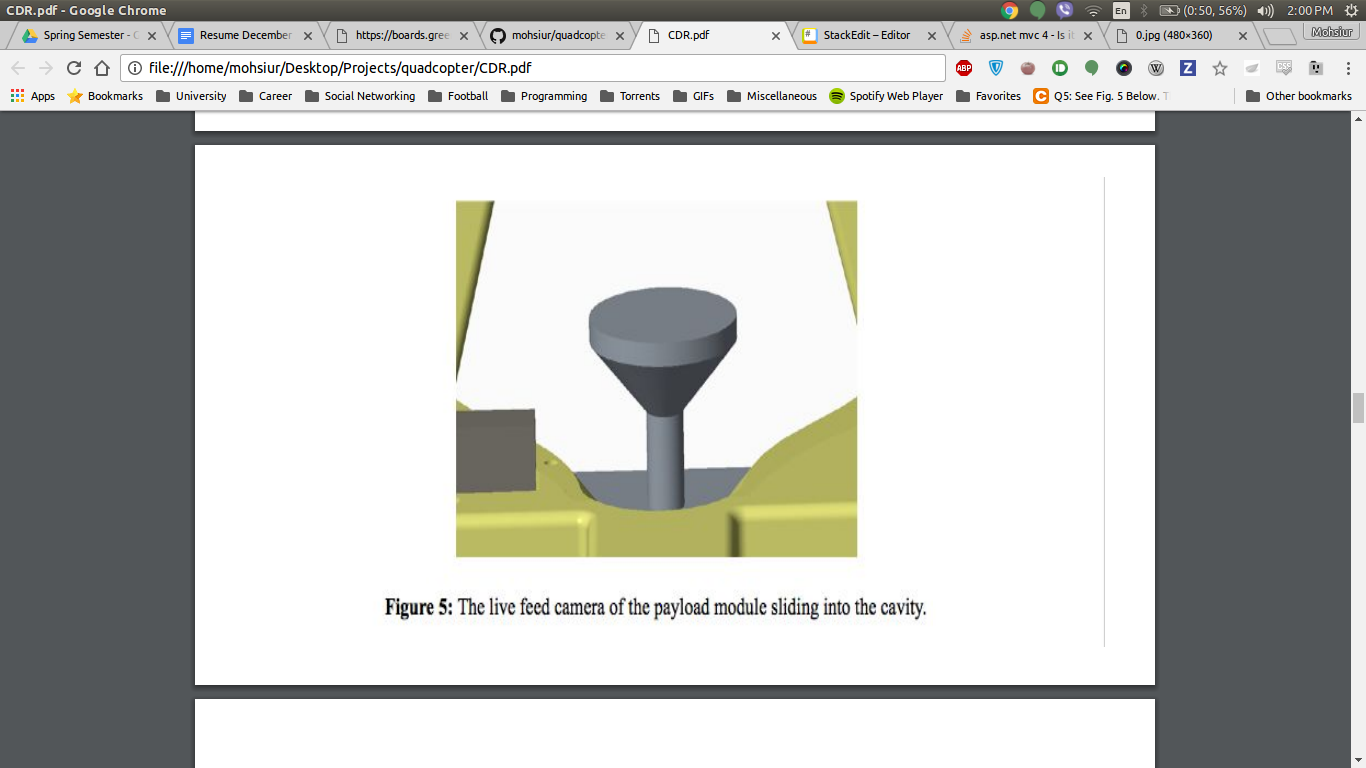 CDR.pdf - Google Chrome
En
(0:50, 56%)
2:00 PM
Spring Semester - C
Resume December
https://boards.gree
mohsiur/quadcopte
CDR.pdf
StackEdit – Editor
asp.net mvc 4 - Is it
0.jpg (480×360)
Mohsiur
file:///home/mohsiur/Desktop/Projects/quadcopter/CDR.pdf
ABP
W
Z
CSS
Apps
Bookmarks
University
Career
Social Networking
Football
Programming
Torrents
GIFs
Miscellaneous
Spotify Web Player
Favorites
C
Q5: See Fig. 5 Below. T
Other bookmarks
Figure 5: The live feed camera of the payload module sliding into the cavity.